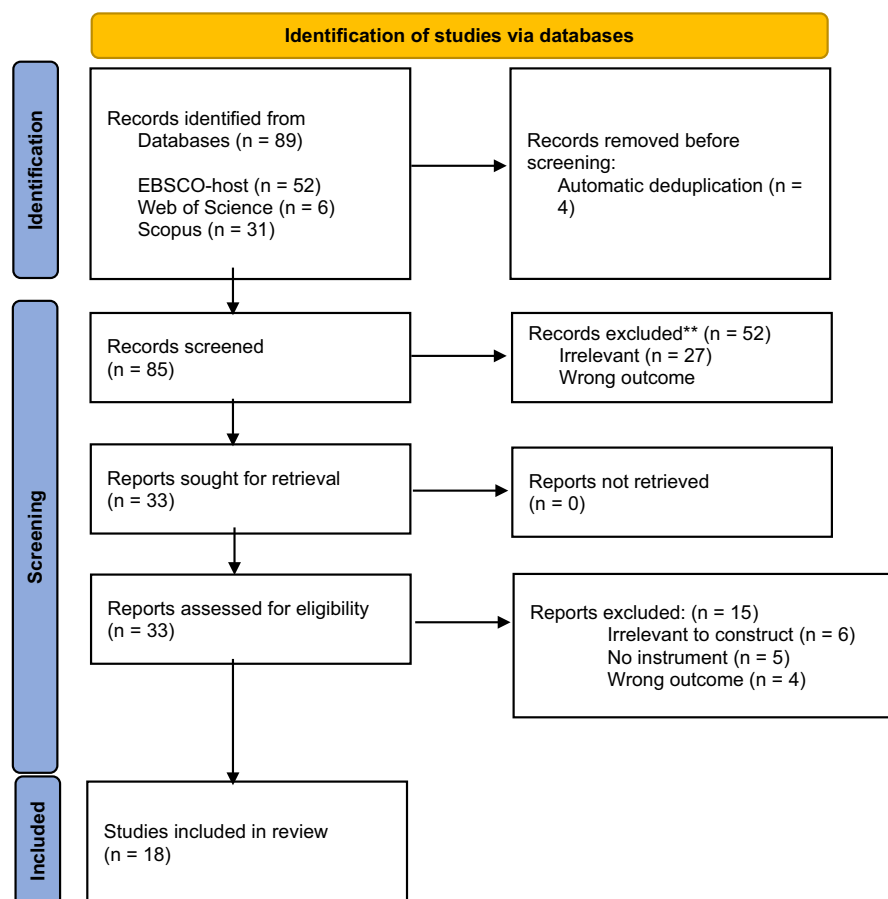 Identification of studies via databases
Identification
Records identified from
Databases (n = 89)
EBSCO-host (n = 52)
Web of Science (n = 6)
Scopus (n = 31)
Records removed before
screening:
Automatic deduplication (n =
4)
Screening
Records screened
(n = 85)
Records excluded** (n = 52)
Irrelevant (n = 27)
Wrong outcome
Reports sought for retrieval
(n = 33)
Reports not retrieved
(n = 0)
Reports assessed for eligibility
(n = 33)
Reports excluded: (n = 15)
Irrelevant to construct (n = 6)
No instrument (n = 5)
Wrong outcome (n = 4)
Included
Studies included in review
(n = 18)